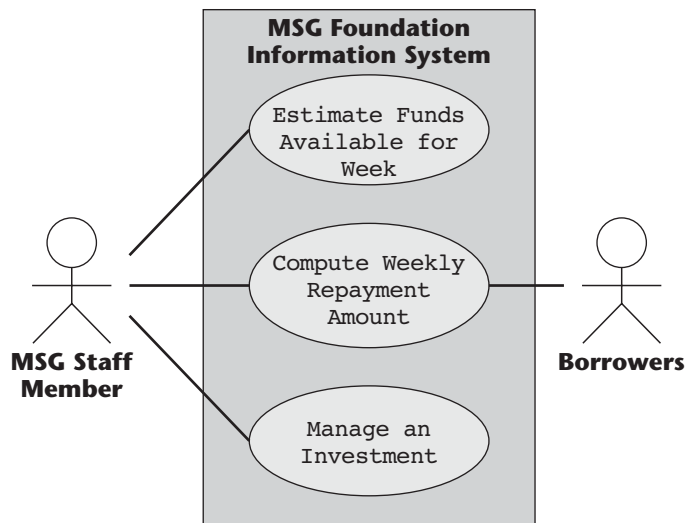 MSG Foundation
Information System
Estimate Funds
Available for
Week
Compute Weekly
Repayment
Amount
MSG Staff
Member
Borrowers
Manage an
Investment